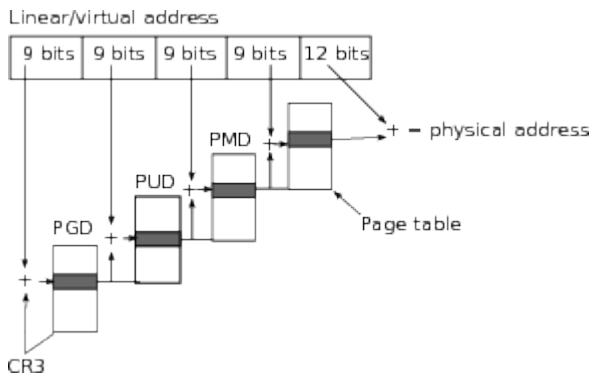 Linear/virtual address
9 bits 9 bits 9 bits 9 bits 12 bits
+ = physical address
PMD
+
PUD
+
Page table
PGD
+
+
CR3